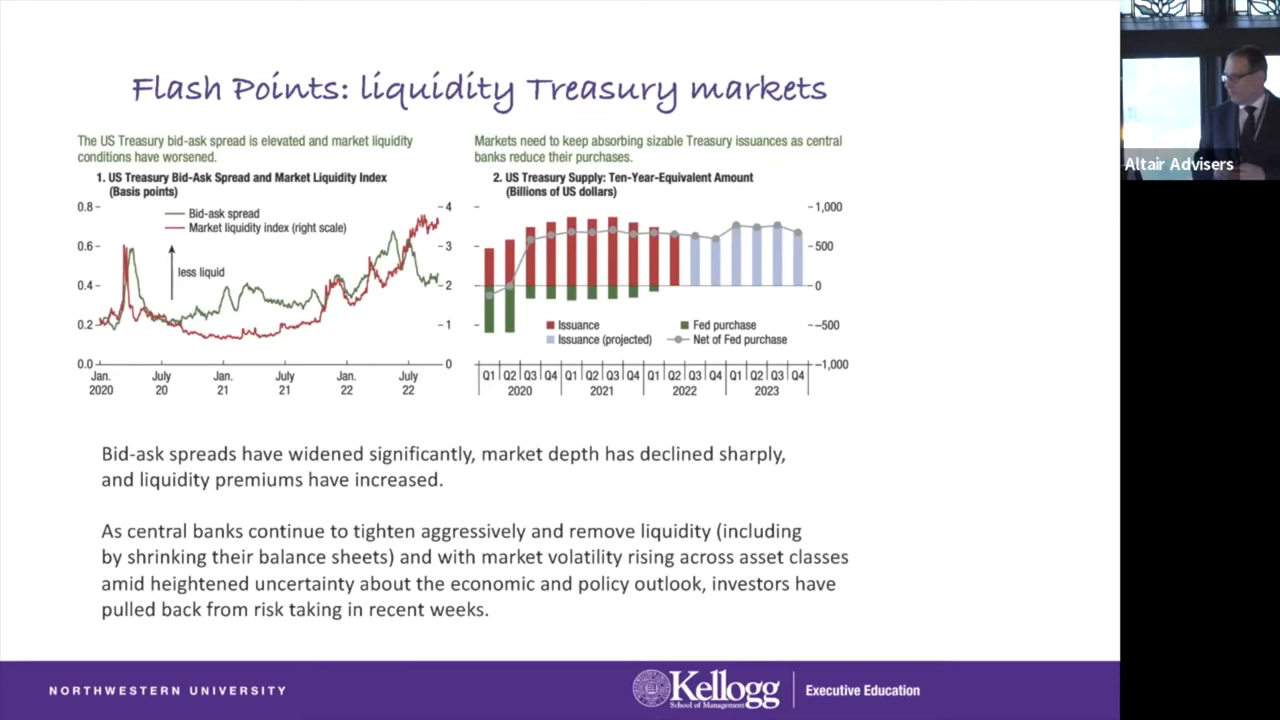 Flash Points: liquidity Treasury markets
The US Treasury bid-ask spread is elevated and market liquidity
conditions have worsened.
1. US Treasury Bid-Ask Spread and Market Liquidity Index
(Basis points)
0.8
0.6
0.4
0.2
0.0
Bid-ask spread
Market liquidity index (right scale)
less liquid
4
3
2
1
0
Jan. July Jan. July Jan. July
2020 20 21 21 22 22
Markets need to keep absorbing sizable Treasury issuances as central
banks reduce their purchases.
2. US Treasury Supply: Ten-Year-Equivalent Amount
(Billions of US dollars)
1,000
500
0
–500
–1,000
Issuance Fed purchase
Issuance (projected) Net of Fed purchase
Q1 Q2 Q3 Q4 Q1 Q2 Q3 Q4 Q1 Q2 Q3 Q4 Q1 Q2 Q3 Q4
2020 2021 2022 2023
Bid-ask spreads have widened significantly, market depth has declined sharply,
and liquidity premiums have increased.
As central banks continue to tighten aggressively and remove liquidity (including
by shrinking their balance sheets) and with market volatility rising across asset classes
amid heightened uncertainty about the economic and policy outlook, investors have
pulled back from risk taking in recent weeks.
NORTHWESTERN UNIVERSITY
Kellogg
School of Management
Executive Education
Altair Advisers